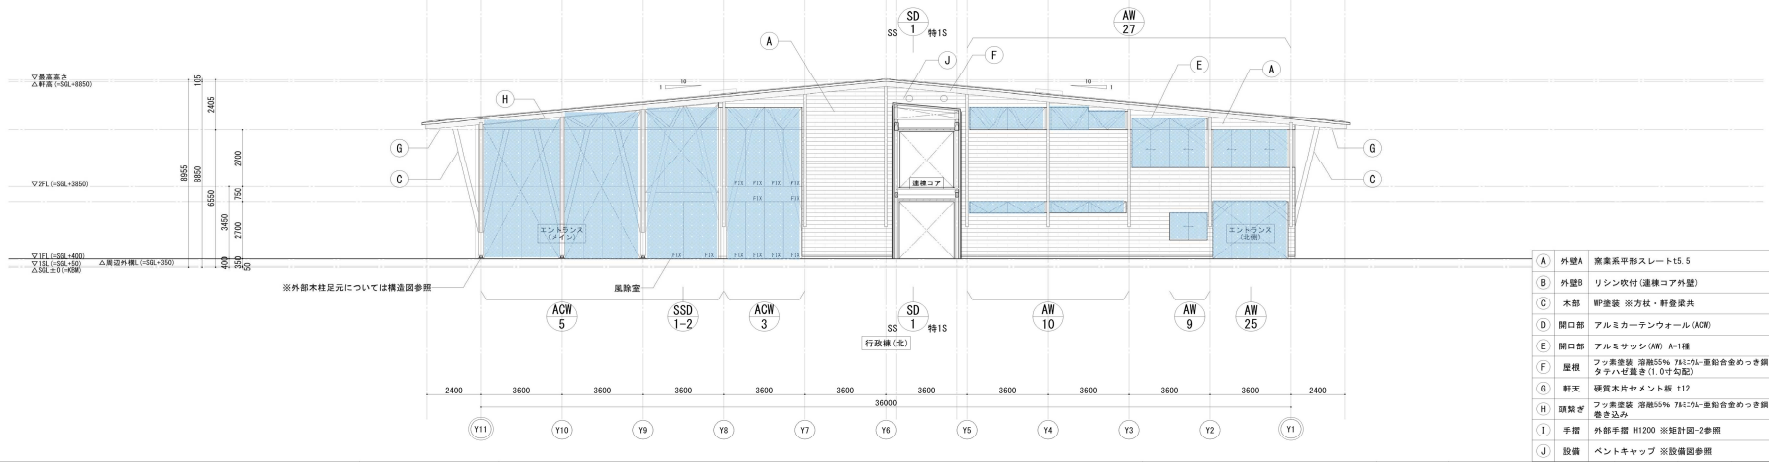 SD
1
SS
特1S
AW
27
A
J
F
E
A
H
G
C
G
C
▽最高高さ
△軒高(=SGL+8850)
▽2FL(=SGL+3850)
▽1FL(=SGL+400)
▽1SL(=SGL+50)
△周辺外構L(=SGL+350)
△SGL±0(=KBM)
105
2405
8955
8850
6550
2700
750
3450
2700
400
350
50
10
1
10
1
FIX FIX FIX FIX
FIX FIX
FIX FIX FIX FIX FIX FIX
連棟コア
エントランス
(メイン)
エントランス
(北側)
※外部木柱足元については構造図参照
風除室
ACW
5
SSD
1-2
ACW
3
SD
1
SS
特1S
AW
10
AW
9
AW
25
行政棟(北)
2400 3600 3600 3600 3600 3600 3600 3600 3600 3600 3600 2400
36000
Y11 Y10 Y9 Y8 Y7 Y6 Y5 Y4 Y3 Y2 Y1
A 外壁A 窯業系平形スレートt5.5
B 外壁B リシン吹付(連棟コア外壁)
C 木部 WP塗装 ※方杖・軒登梁共
D 開口部 アルミカーテンウォール(ACW)
E 開口部 アルミサッシ(AW) A-1種
F 屋根 フッ素塗装 溶融55% アルミニウム-亜鉛合金めっき鋼
タテハゼ葺き(1.0寸勾配)
G 軒天 硬質木片セメント板 t12
H 頭繋ぎ フッ素塗装 溶融55% アルミニウム-亜鉛合金めっき鋼
巻き込み
I 手摺 外部手摺 H1200 ※矩計図-2参照
J 設備 ベントキャップ ※設備図参照